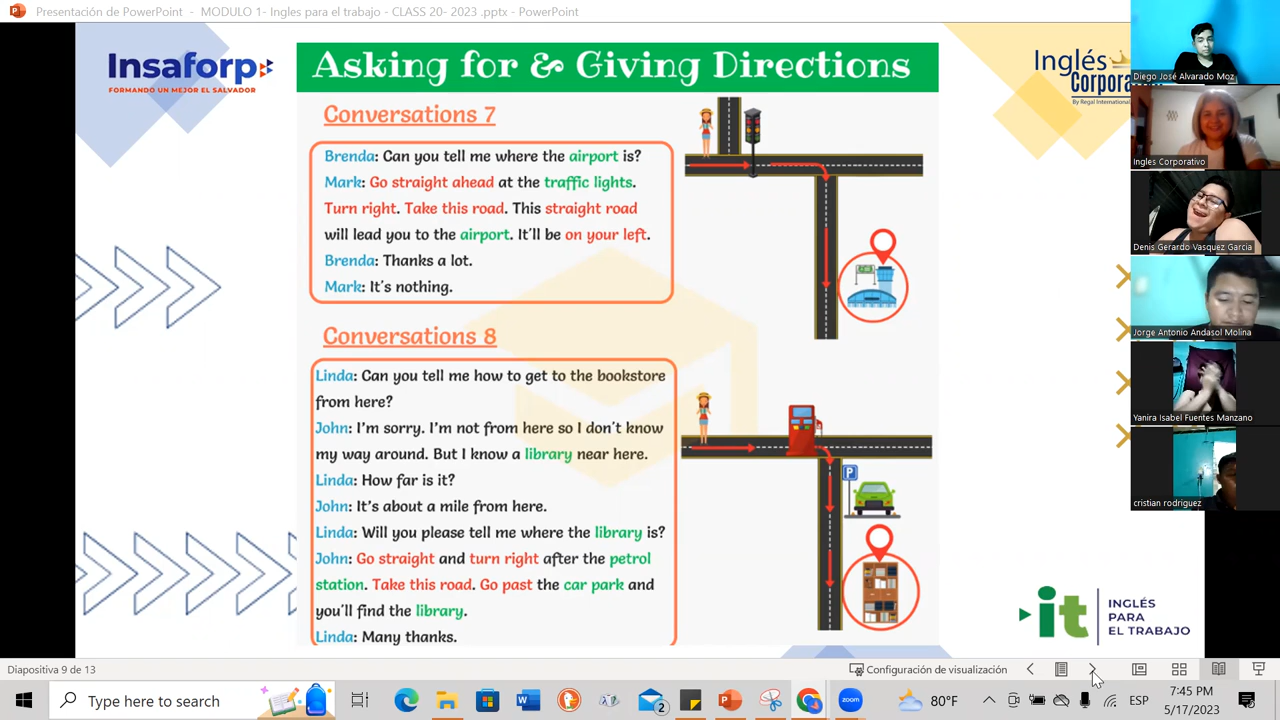 Presentación de PowerPoint - MODULO 1- Ingles para el trabajo - CLASS 20- 2023 .pptx - PowerPoint
Insaforp
FORMANDO UN MEJOR EL SALVADOR
Asking for & Giving Directions
Inglés
Corporativo
By Regal International
Conversations 7
Brenda: Can you tell me where the airport is?
Mark: Go straight ahead at the traffic lights.
Turn right. Take this road. This straight road
will lead you to the airport. It'll be on your left.
Brenda: Thanks a lot.
Mark: It's nothing.
Conversations 8
Linda: Can you tell me how to get to the bookstore
from here?
John: I'm sorry. I'm not from here so I don't know
my way around. But I know a library near here.
Linda: How far is it?
John: It's about a mile from here.
Linda: Will you please tell me where the library is?
John: Go straight and turn right after the petrol
station. Take this road. Go past the car park and
you'll find the library.
Linda: Many thanks.
P
it
INGLÉS
PARA
EL TRABAJO
Diego José Alvarado Moz
Ingles Corporativo
Denis Gerardo Vasquez Garcia
Jorge Antonio Andasol Molina
Yanira Isabel Fuentes Manzano
cristian rodriguez
Diapositiva 9 de 13
Configuración de visualización
Type here to search
2
80°F
ESP
7:45 PM
5/17/2023